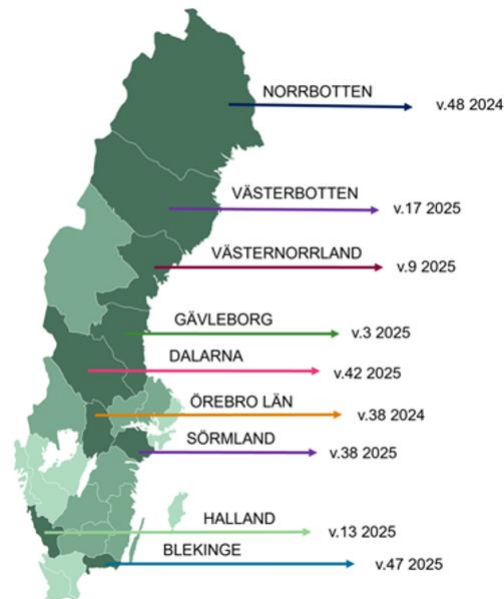 NORRBOTTEN
v.48 2024
VÄSTERBOTTEN
v.17 2025
VÄSTERNORRLAND
v.9 2025
GÄVLEBORG
v.3 2025
DALARNA
v.42 2025
ÖREBRO LÄN
v.38 2024
SÖRMLAND
v.38 2025
HALLAND
v.13 2025
BLEKINGE
v.47 2025